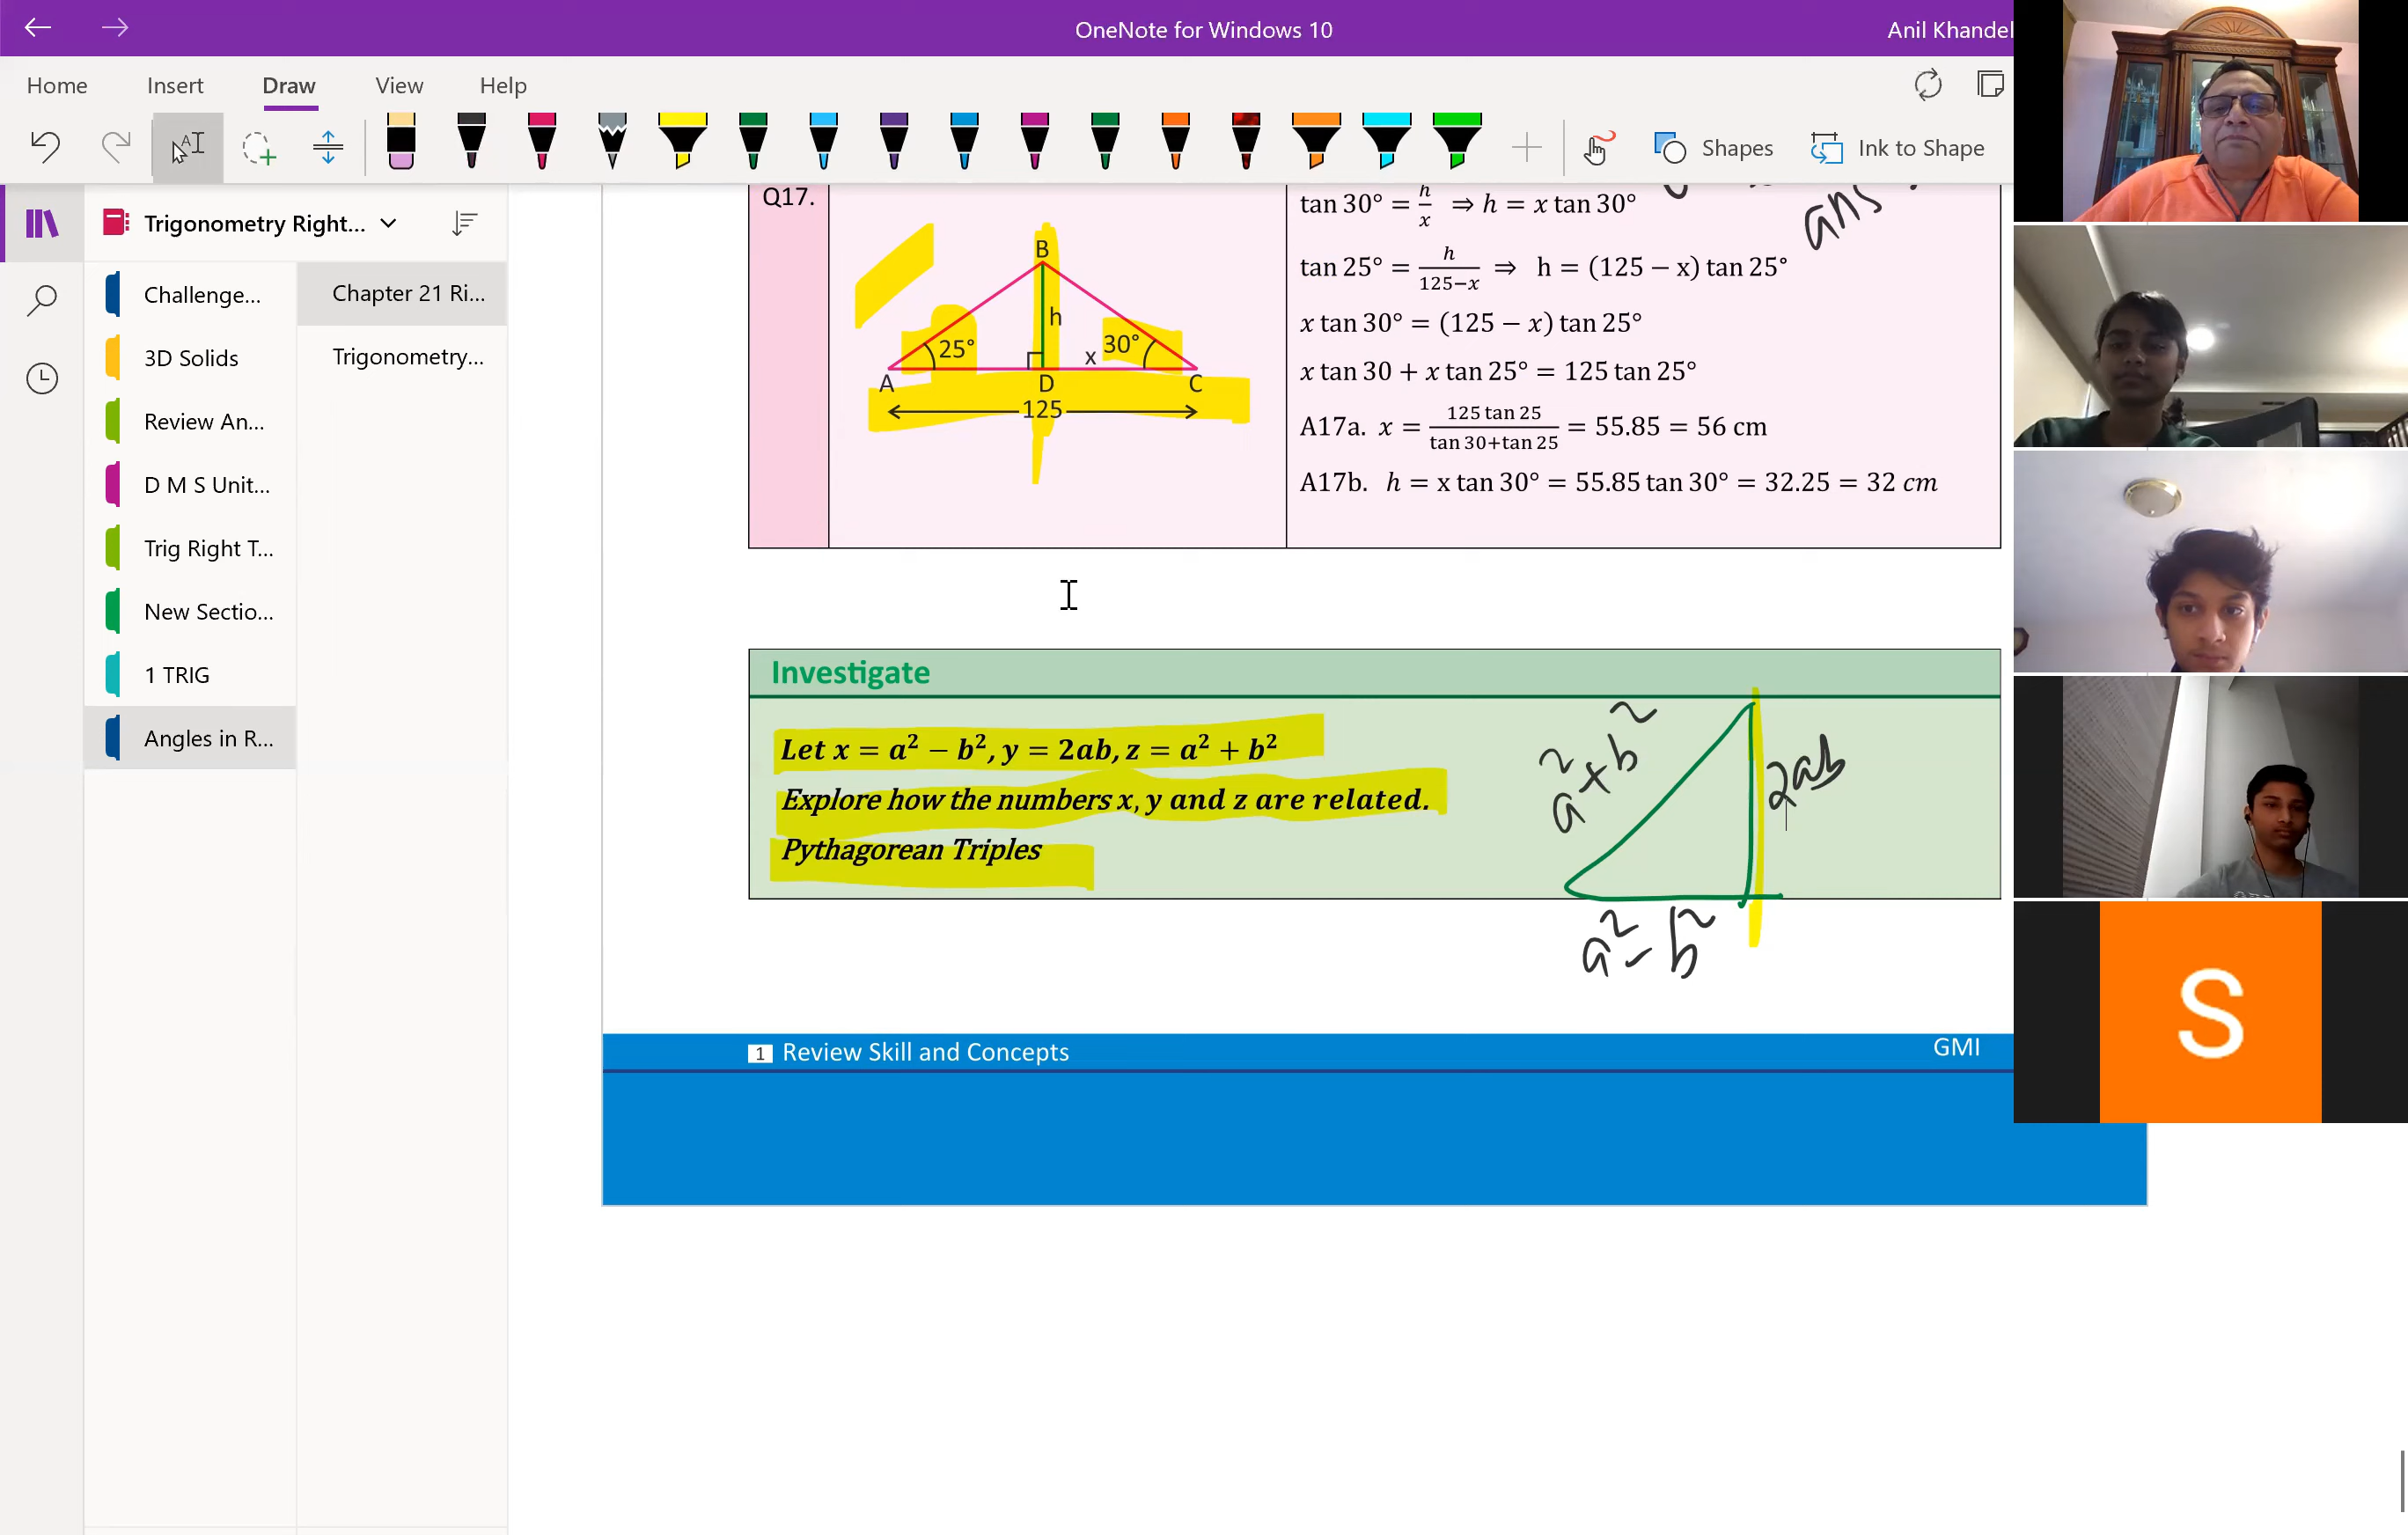 OneNote for Windows 10
Anil Khandel
Home Insert Draw View Help
Shapes
Ink to Shape
Trigonometry Right...
Challenge...
3D Solids
Review An...
D M S Unit...
Trig Right T...
New Sectio...
1 TRIG
Angles in R...
Chapter 21 Ri...
Trigonometry...
Q17.
B
h
25°
x
30°
A
D
C
125
tan 30° = h/x ⇒ h = x tan 30°
tan 25° = h/(125−x) ⇒ h = (125 − x) tan 25°
x tan 30° = (125 − x) tan 25°
x tan 30 + x tan 25° = 125 tan 25°
A17a. x = (125 tan 25)/(tan 30+tan 25) = 55.85 = 56 cm
A17b. h = x tan 30° = 55.85 tan 30° = 32.25 = 32 cm
ans
Investigate
Let x = a² − b², y = 2ab, z = a² + b²
Explore how the numbers x, y and z are related.
Pythagorean Triples
a² + b²
2ab
a² − b²
1 Review Skill and Concepts
GMI
S